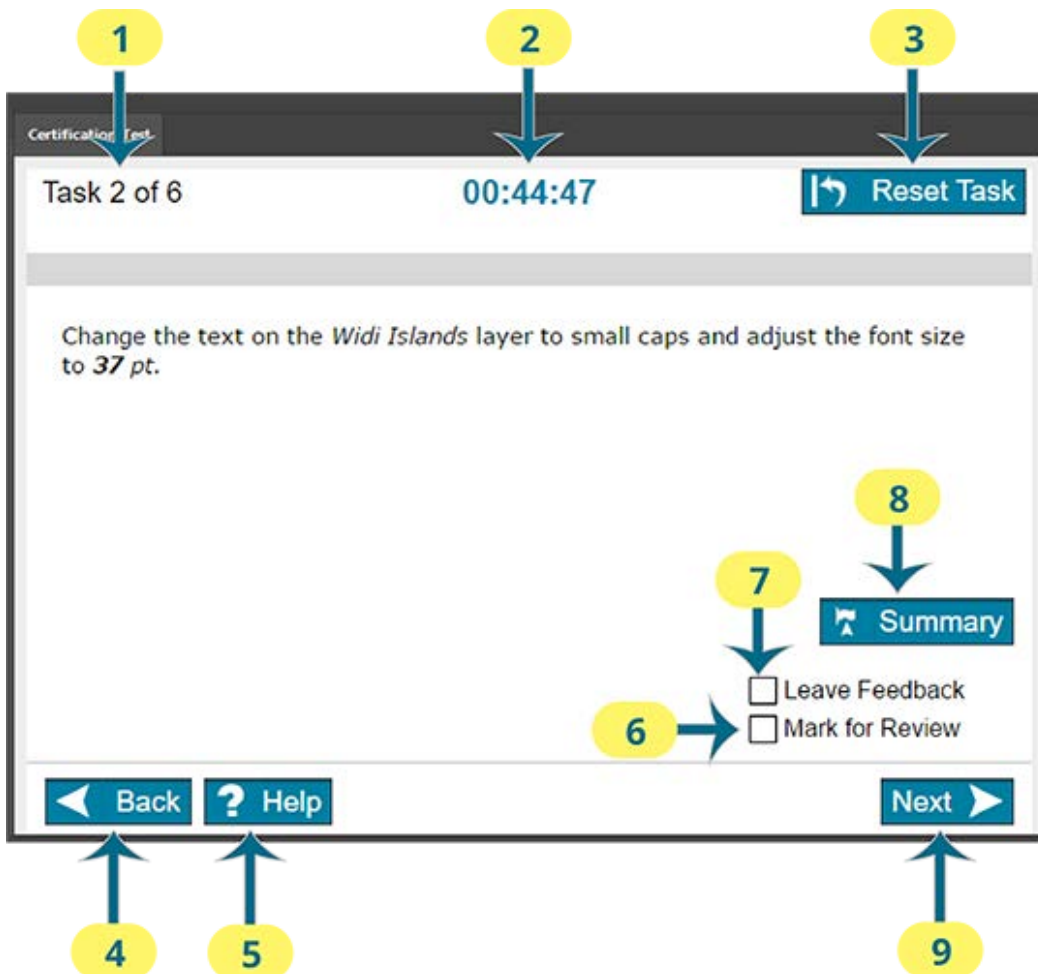 1
2
3
Certification Test
Task 2 of 6
00:44:47
Reset Task
Change the text on the Widi Islands layer to small caps and adjust the font size
to 37 pt.
8
7
Summary
Leave Feedback
6
Mark for Review
Back
? Help
Next
4
5
9